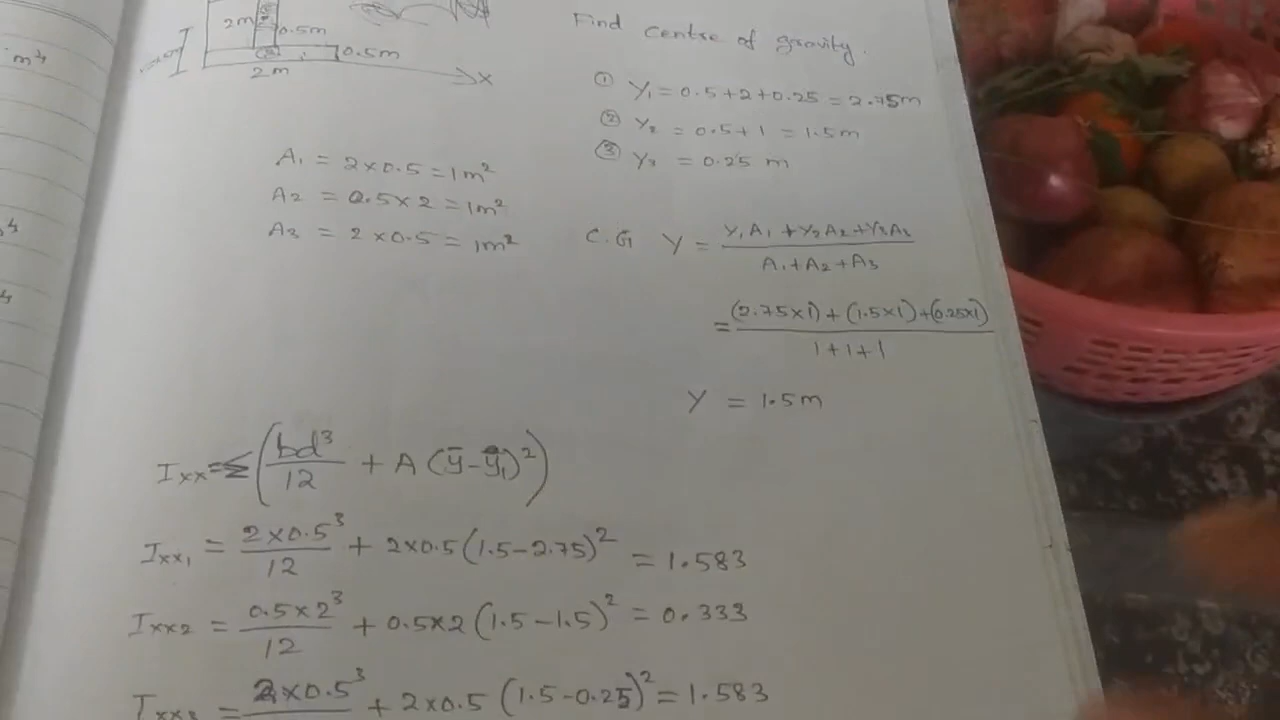 m⁴
2m
0.5m
0.5m
2m
X
Find centre of gravity.
① Y₁ = 0.5+2+0.25 = 2.75m
② Y₂ = 0.5+1 = 1.5m
③ Y₃ = 0.25 m
A₁ = 2×0.5 = 1m²
A₂ = 0.5×2 = 1m²
A₃ = 2×0.5 = 1m²
C.G Y = (Y₁A₁+Y₂A₂+Y₃A₃)/(A₁+A₂+A₃)
= ((2.75×1)+(1.5×1)+(0.25×1))/(1+1+1)
Y = 1.5m
Ixx = Σ(bd³/12 + A(ȳ-ȳ₁)²)
Ixx₁ = (2×0.5³)/12 + 2×0.5(1.5-2.75)² = 1.583
Ixx2 = (0.5×2³)/12 + 0.5×2(1.5-1.5)² = 0.333
Ixx₃ = 2×0.5³ + 2×0.5(1.5-0.25)² = 1.583